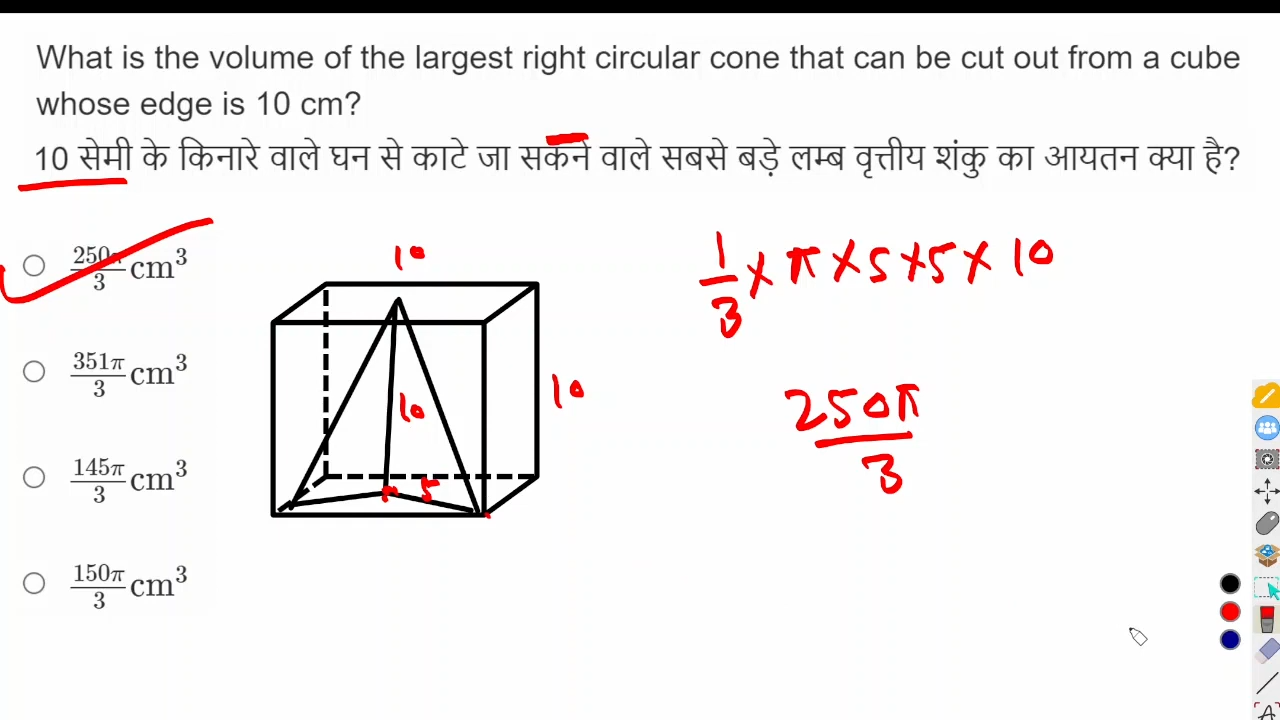 What is the volume of the largest right circular cone that can be cut out from a cube
whose edge is 10 cm?
10 सेमी के किनारे वाले घन से काटे जा सकने वाले सबसे बड़े लम्ब वृत्तीय शंकु का आयतन क्या है?
250π/3 cm³
351π/3 cm³
145π/3 cm³
150π/3 cm³
10
10
10
5
1/3 × π × 5 × 5 × 10
250π/3
A